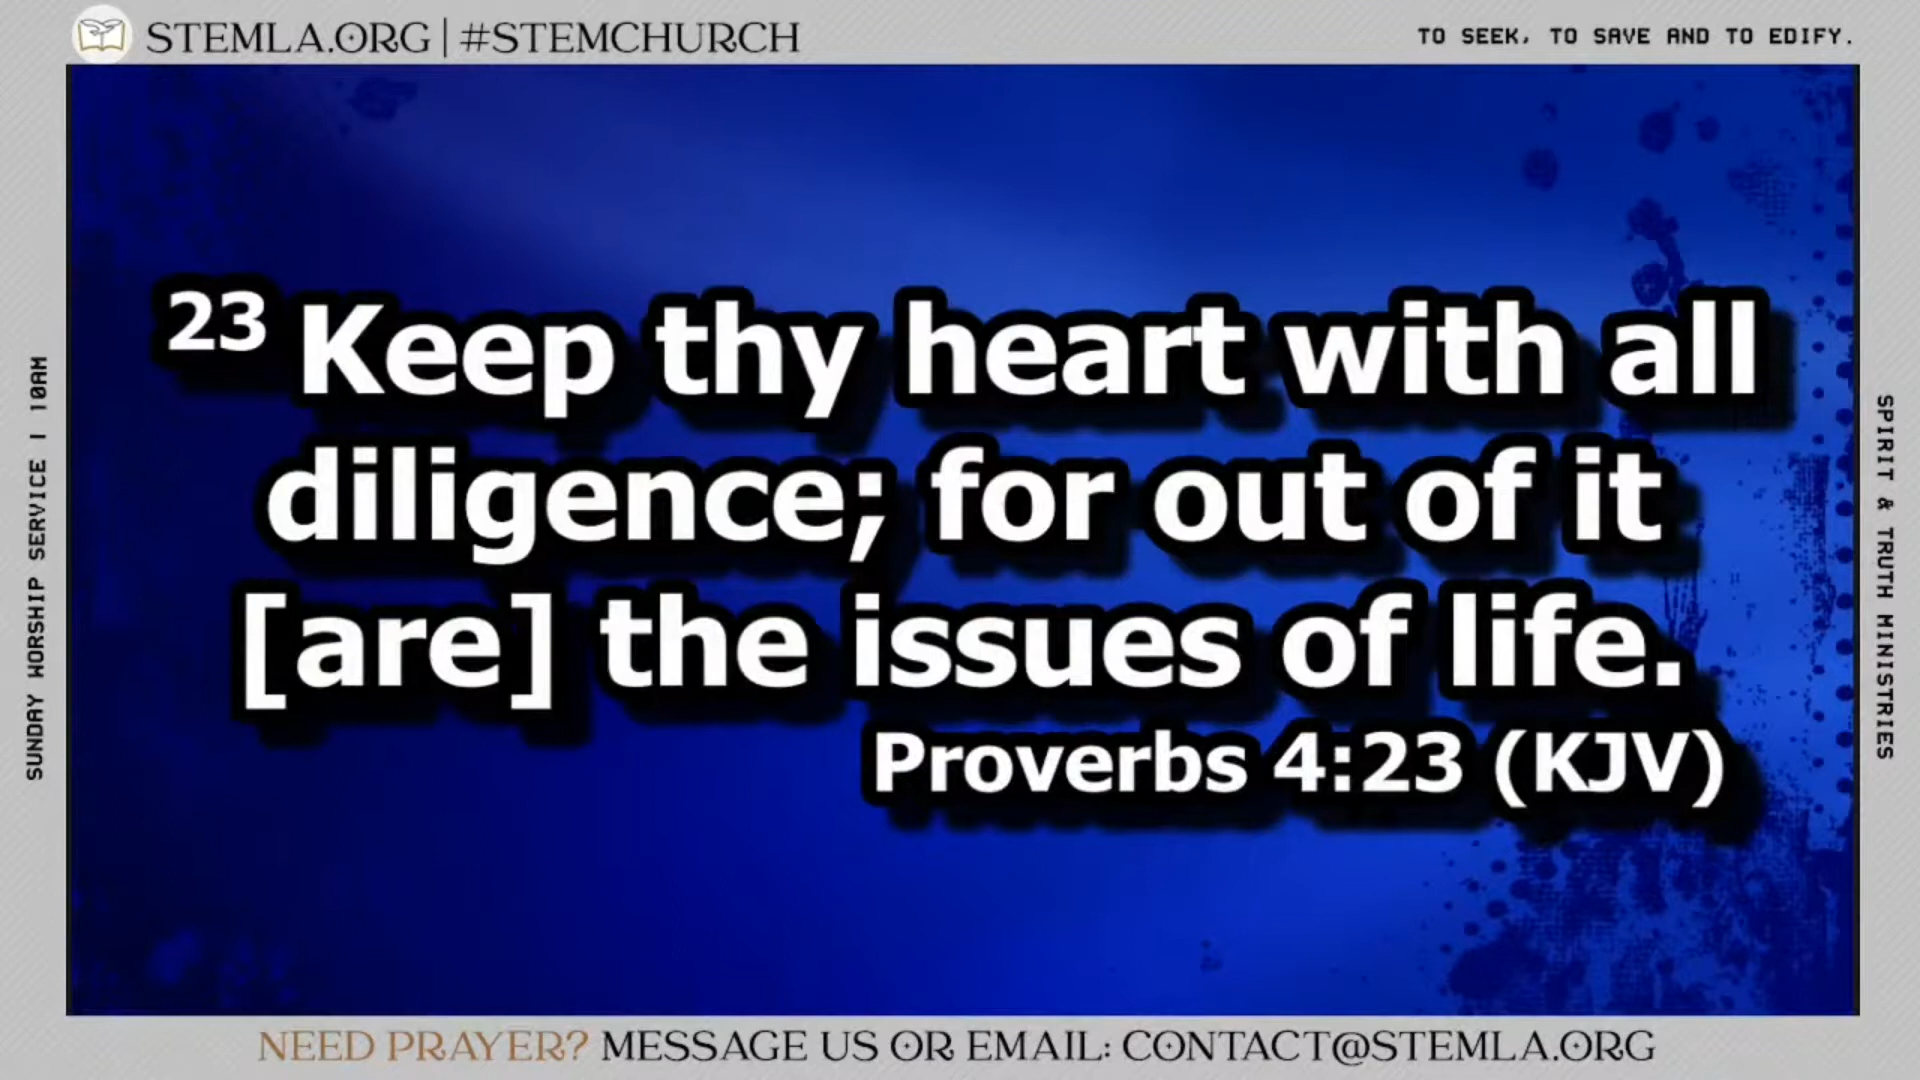 STEMLA.ORG | #STEMCHURCH
TO SEEK, TO SAVE AND TO EDIFY.
SUNDAY WORSHIP SERVICE | 10AM
23 Keep thy heart with all
diligence; for out of it
[are] the issues of life.
Proverbs 4:23 (KJV)
SPIRIT & TRUTH MINISTRIES
NEED PRAYER? MESSAGE US OR EMAIL: CONTACT@STEMLA.ORG